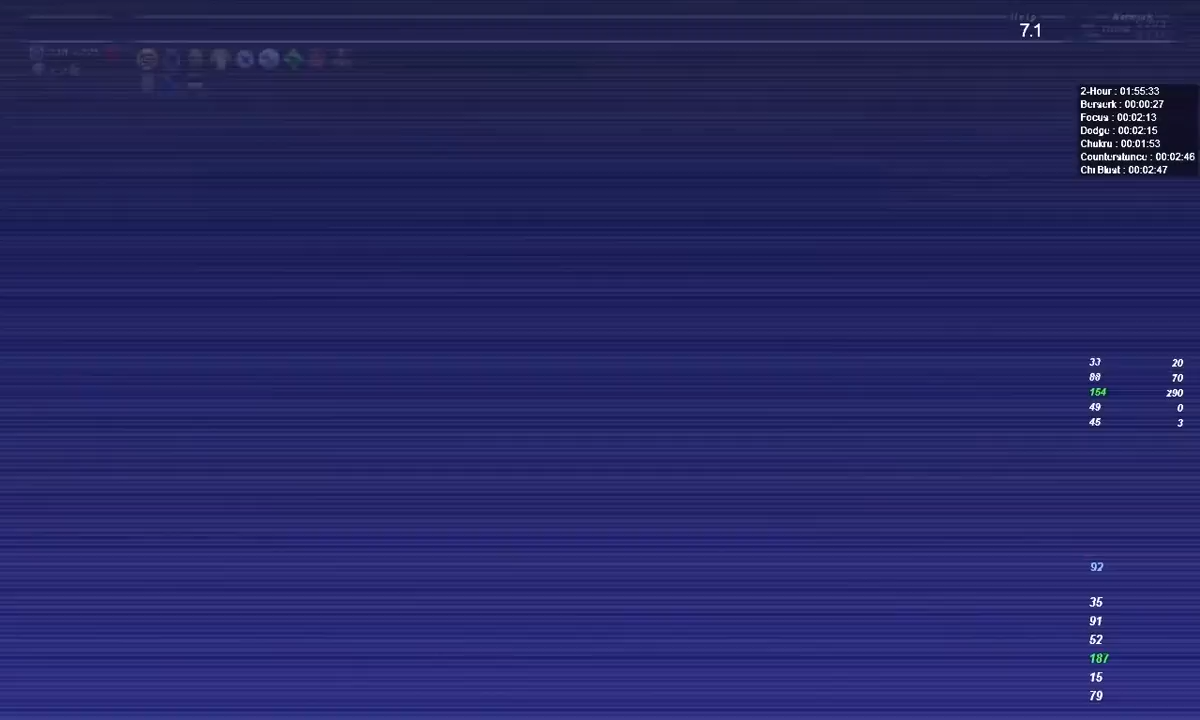 Help
7.1
Network
2-Hour : 01:55:33
Berserk : 00:00:27
Focus : 00:02:13
Dodge : 00:02:15
Chakra : 00:01:53
Counterstance : 00:02:46
Chi Blast : 00:02:47
33 20
88 70
154 290
49 0
45 3
92
35
91
52
187
15
79